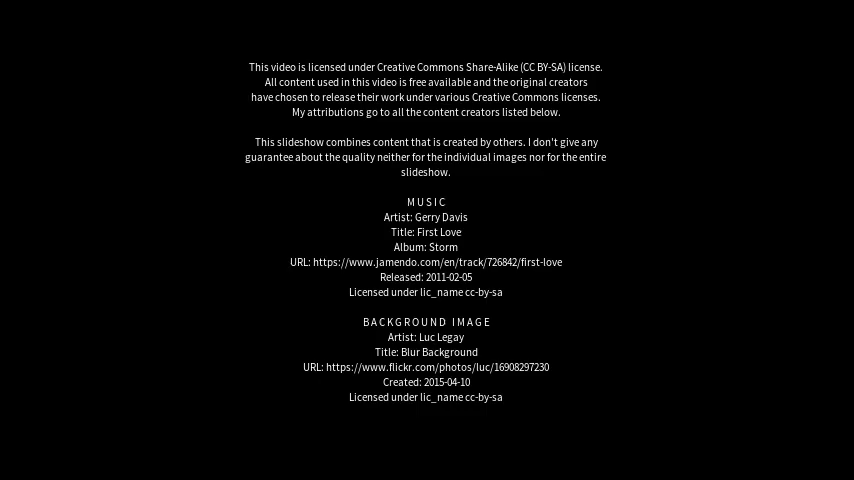 This video is licensed under Creative Commons Share-Alike (CC BY-SA) license.
All content used in this video is free available and the original creators
have chosen to release their work under various Creative Commons licenses.
My attributions go to all the content creators listed below.
This slideshow combines content that is created by others. I don't give any
guarantee about the quality neither for the individual images nor for the entire
slideshow.
MUSIC
Artist: Gerry Davis
Title: First Love
Album: Storm
URL: https://www.jamendo.com/en/track/726842/first-love
Released: 2011-02-05
Licensed under lic_name cc-by-sa
BACKGROUND IMAGE
Artist: Luc Legay
Title: Blur Background
URL: https://www.flickr.com/photos/luc/16908297230
Created: 2015-04-10
Licensed under lic_name cc-by-sa